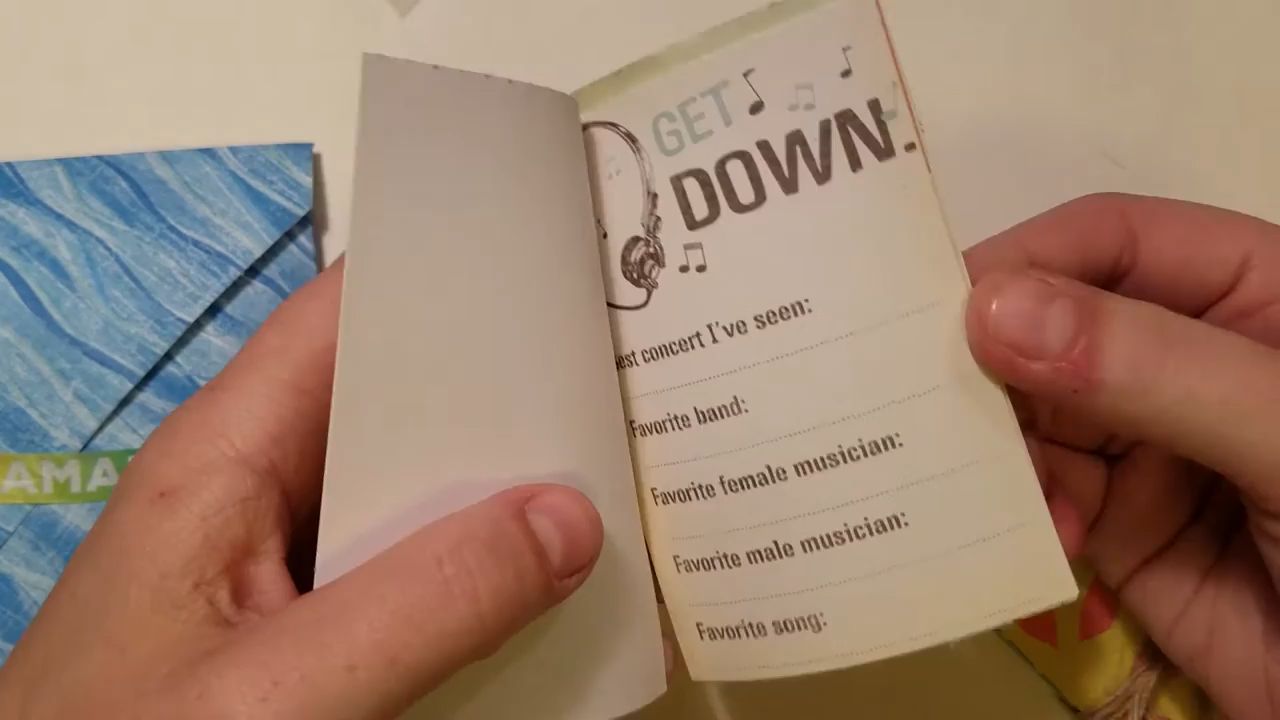 GET
DOWN.
est concert I've seen:
Favorite band:
Favorite female musician:
Favorite male musician:
Favorite song:
AMA